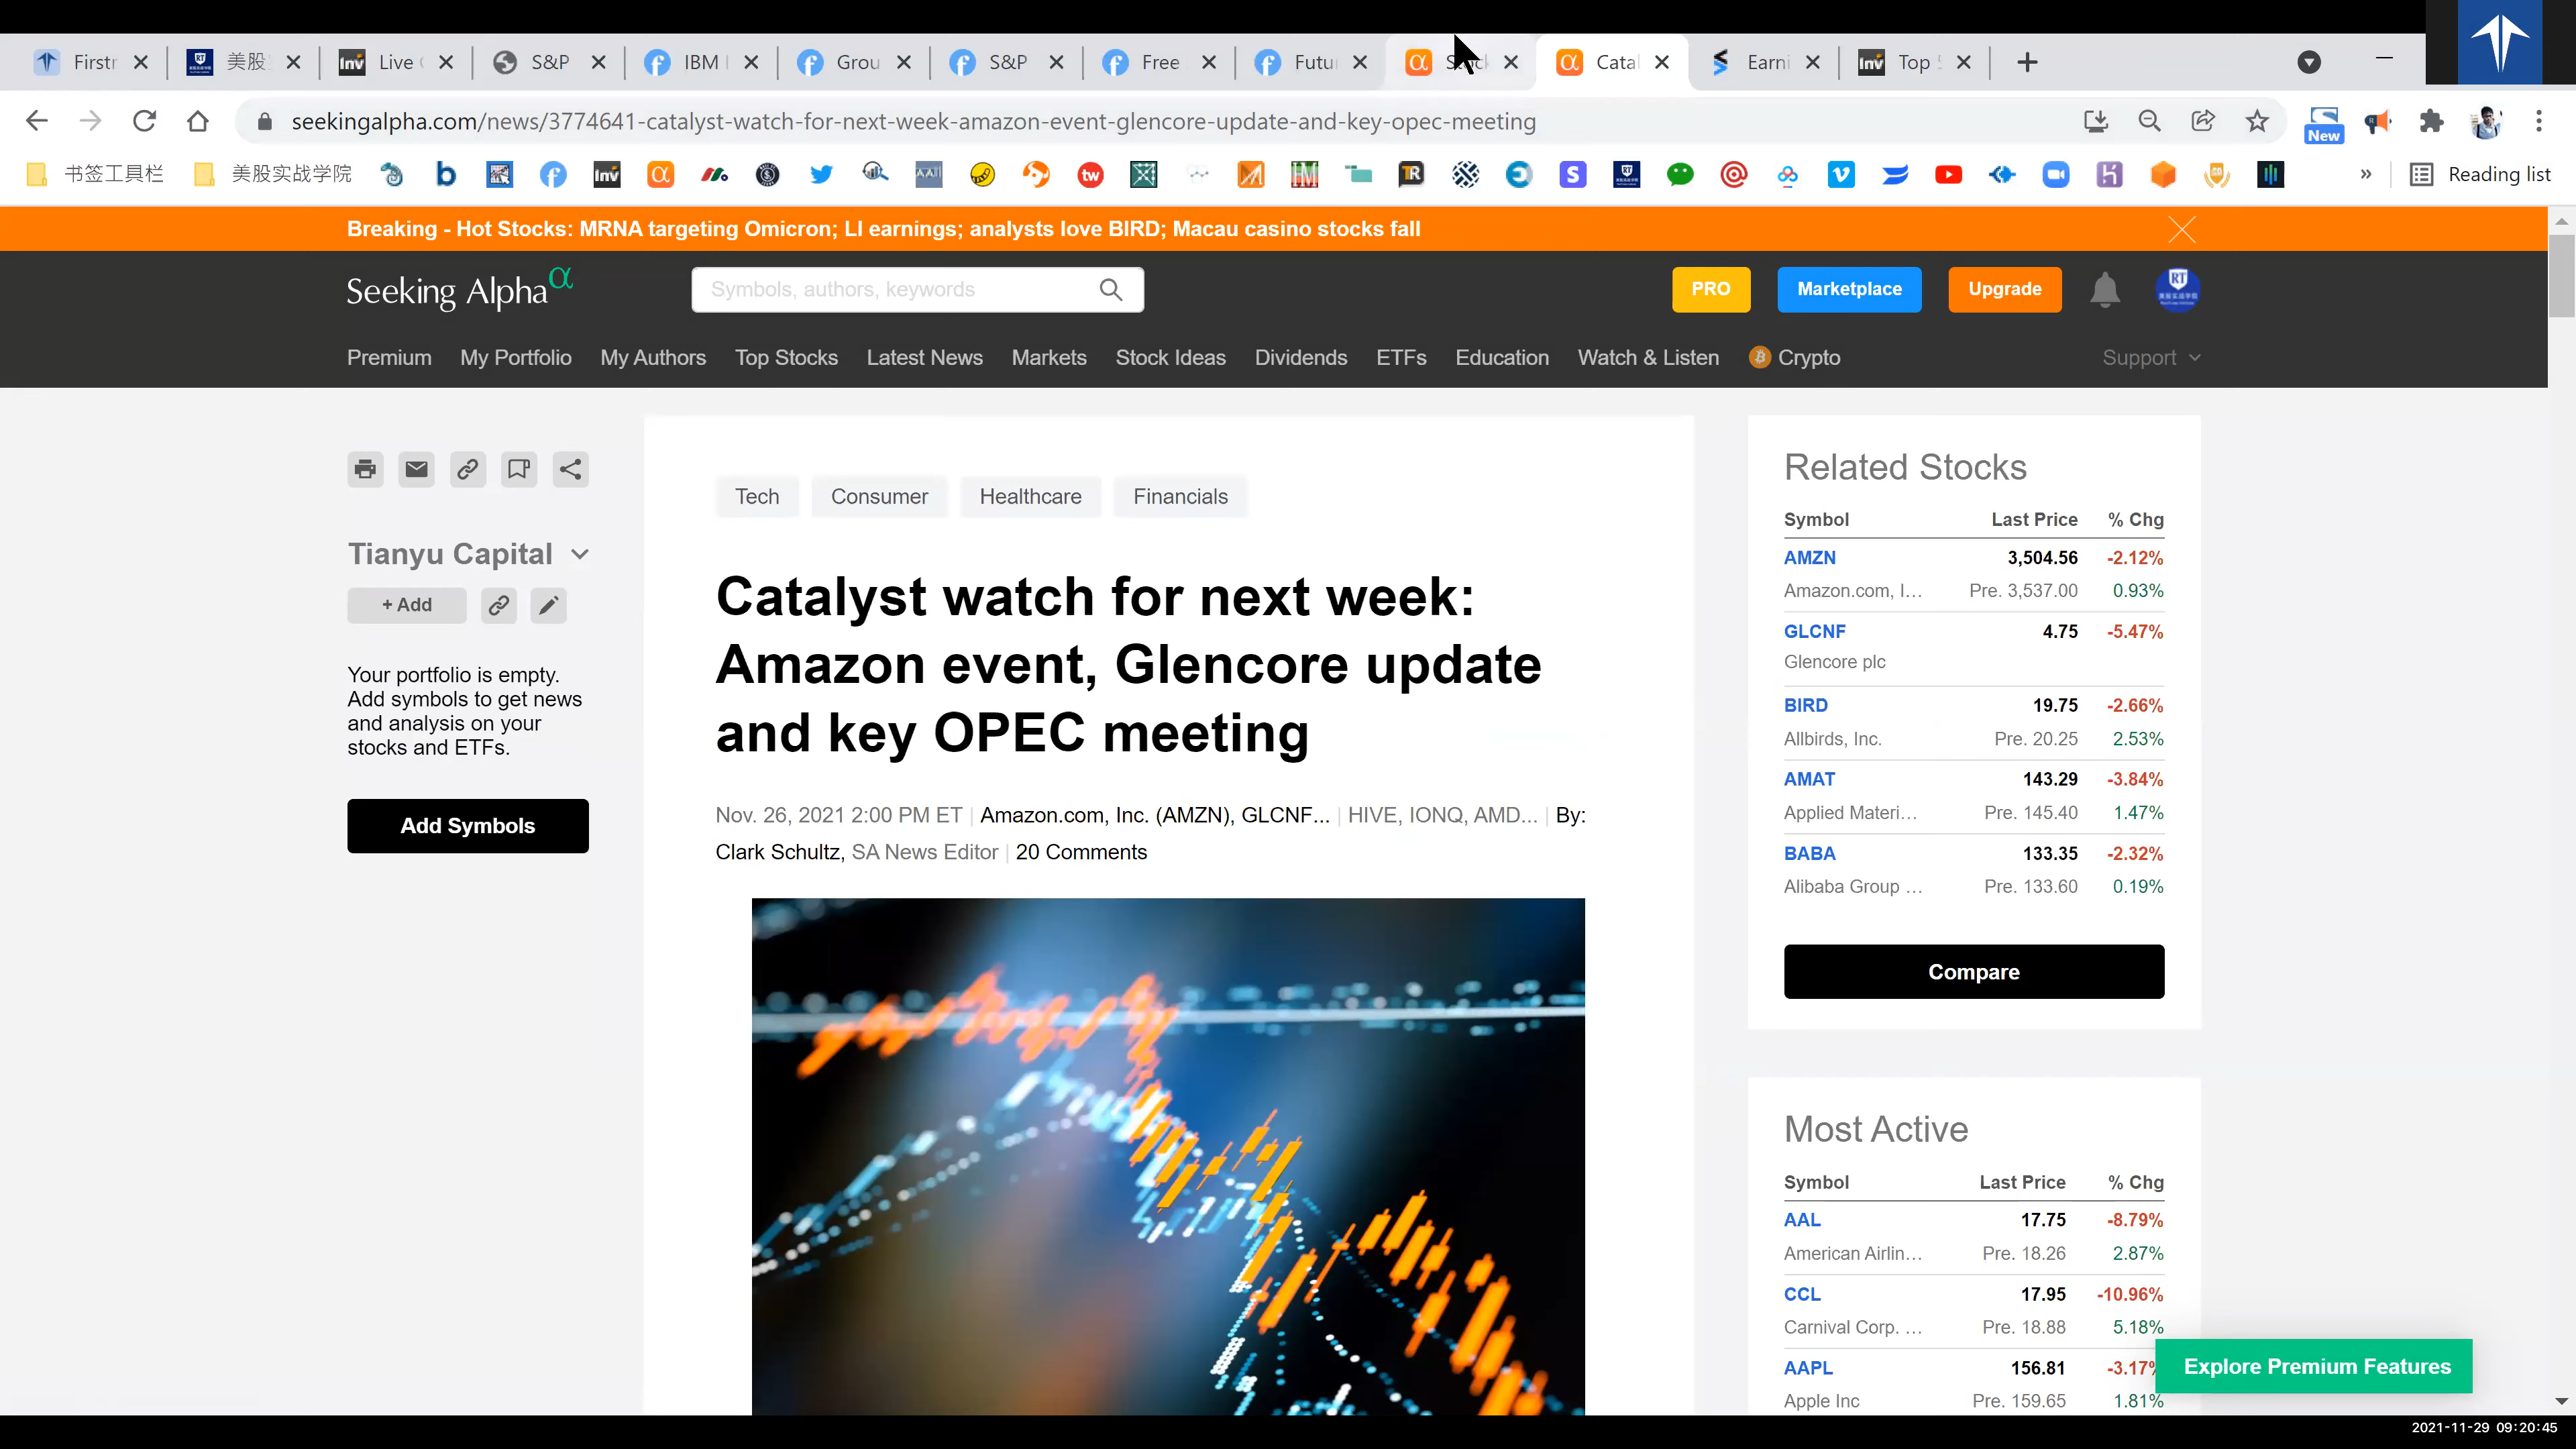 Firstr
美股
Live
S&P
IBM
Grou
S&P
Free
Futu
Catal
Earni
Top
seekingalpha.com/news/3774641-catalyst-watch-for-next-week-amazon-event-glencore-update-and-key-opec-meeting
New
书签工具栏
美股实战学院
Reading list
Breaking - Hot Stocks: MRNA targeting Omicron; LI earnings; analysts love BIRD; Macau casino stocks fall
Seeking Alpha α
Symbols, authors, keywords
PRO
Marketplace
Upgrade
Premium My Portfolio My Authors Top Stocks Latest News Markets Stock Ideas Dividends ETFs Education Watch & Listen Crypto Support
Tianyu Capital
+ Add
Your portfolio is empty.
Add symbols to get news
and analysis on your
stocks and ETFs.
Add Symbols
Tech Consumer Healthcare Financials
Catalyst watch for next week:
Amazon event, Glencore update
and key OPEC meeting
Nov. 26, 2021 2:00 PM ET | Amazon.com, Inc. (AMZN), GLCNF... | HIVE, IONQ, AMD... | By:
Clark Schultz, SA News Editor | 20 Comments
Related Stocks
Symbol Last Price % Chg
AMZN 3,504.56 -2.12%
Amazon.com, I... Pre. 3,537.00 0.93%
GLCNF 4.75 -5.47%
Glencore plc
BIRD 19.75 -2.66%
Allbirds, Inc. Pre. 20.25 2.53%
AMAT 143.29 -3.84%
Applied Materi... Pre. 145.40 1.47%
BABA 133.35 -2.32%
Alibaba Group ... Pre. 133.60 0.19%
Compare
Most Active
Symbol Last Price % Chg
AAL 17.75 -8.79%
American Airlin... Pre. 18.26 2.87%
CCL 17.95 -10.96%
Carnival Corp. ... Pre. 18.88 5.18%
AAPL 156.81 -3.17%
Apple Inc Pre. 159.65 1.81%
Explore Premium Features
2021-11-29 09:20:45